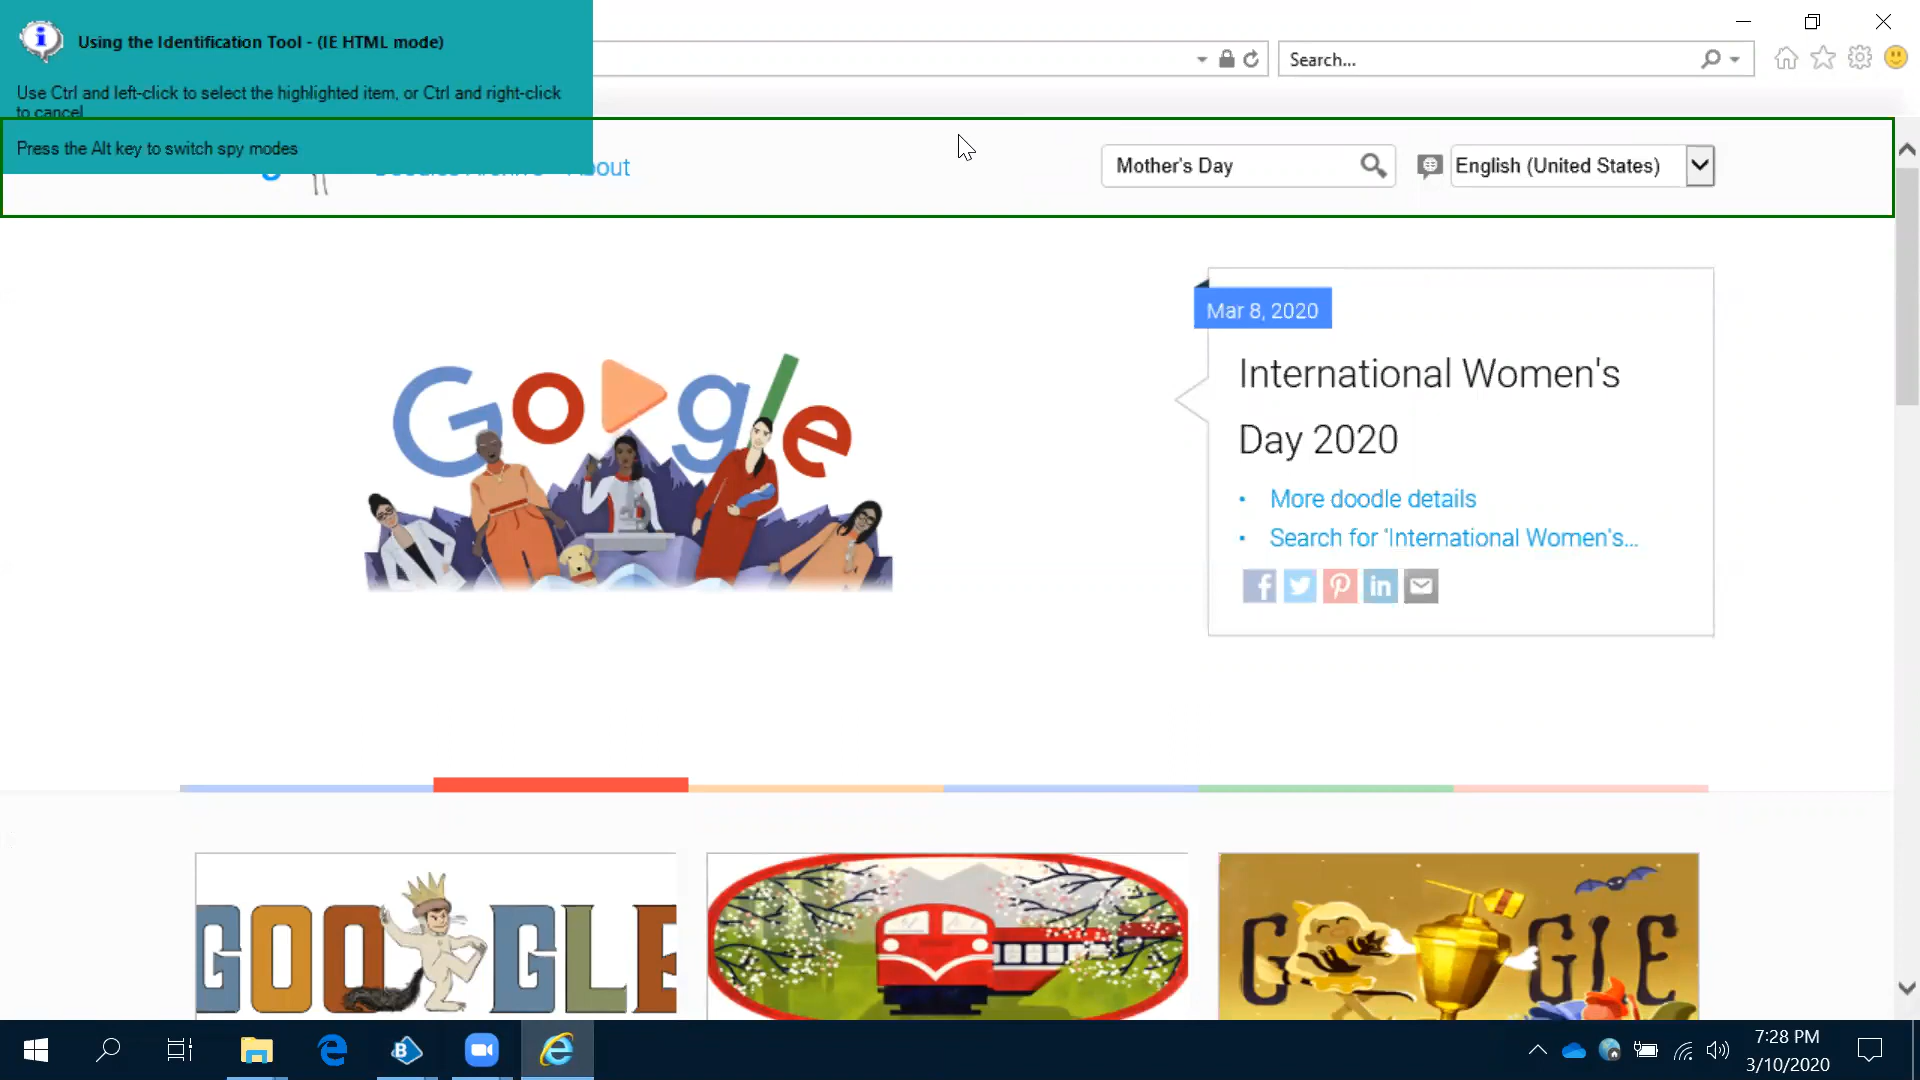 Using the Identification Tool - (IE HTML mode)
Use Ctrl and left-click to select the highlighted item, or Ctrl and right-click
to cancel
Press the Alt key to switch spy modes
Search...
About
Mother's Day
English (United States)
Google
Mar 8, 2020
International Women's
Day 2020
More doodle details
Search for 'International Women's...
GOOGLE
7:28 PM
3/10/2020